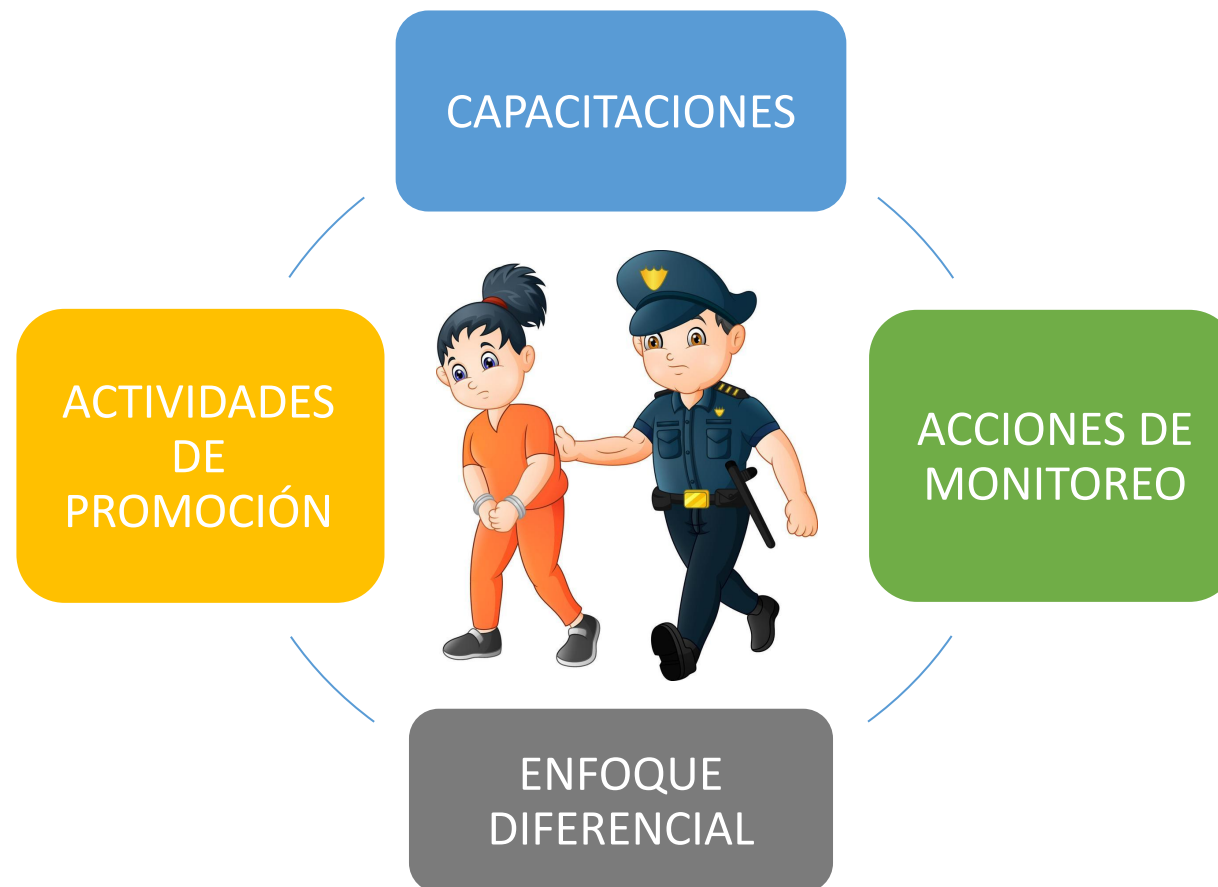 CAPACITACIONES
ACTIVIDADES
DE
PROMOCIÓN
ACCIONES DE
MONITOREO
ENFOQUE
DIFERENCIAL